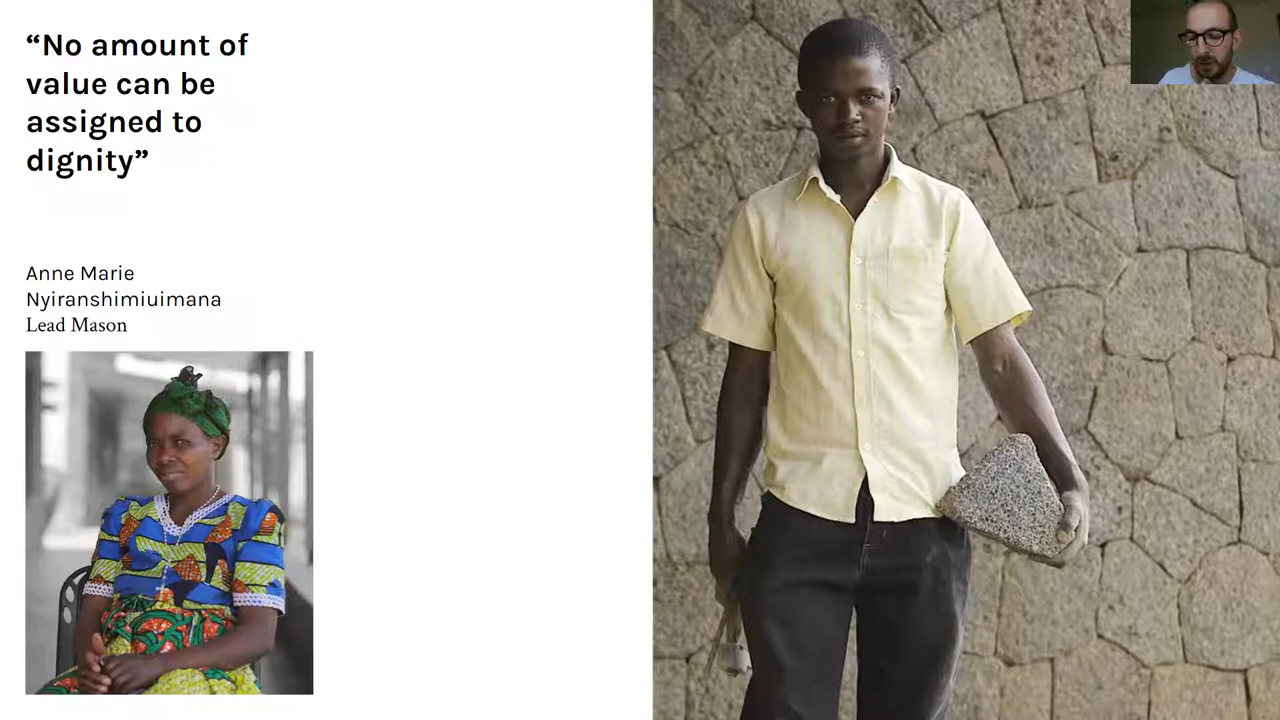 “No amount of
value can be
assigned to
dignity”
Anne Marie
Nyiranshimiuimana
Lead Mason